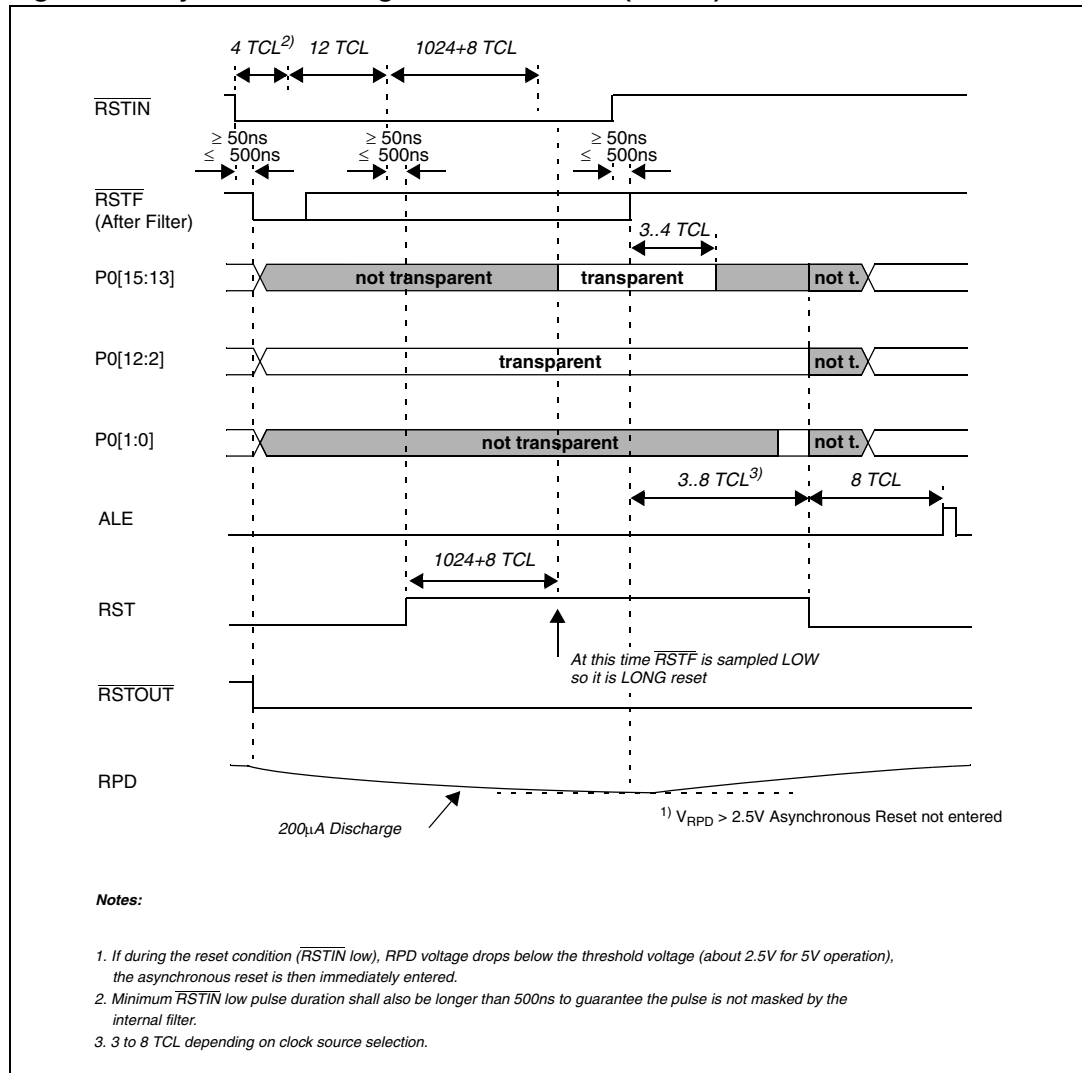 4 TCL2) 12 TCL 1024+8 TCL
RSTIN
≥ 50ns ≥ 50ns ≥ 50ns
≤ 500ns ≤ 500ns ≤ 500ns
RSTF
(After Filter)
3..4 TCL
P0[15:13] not transparent transparent not t.
P0[12:2] transparent not t.
P0[1:0] not transparent not t.
3..8 TCL3) 8 TCL
ALE
1024+8 TCL
RST
At this time RSTF is sampled LOW
so it is LONG reset
RSTOUT
RPD
200µA Discharge
1) VRPD > 2.5V Asynchronous Reset not entered
Notes:
1. If during the reset condition (RSTIN low), RPD voltage drops below the threshold voltage (about 2.5V for 5V operation),
the asynchronous reset is then immediately entered.
2. Minimum RSTIN low pulse duration shall also be longer than 500ns to guarantee the pulse is not masked by the
internal filter.
3. 3 to 8 TCL depending on clock source selection.